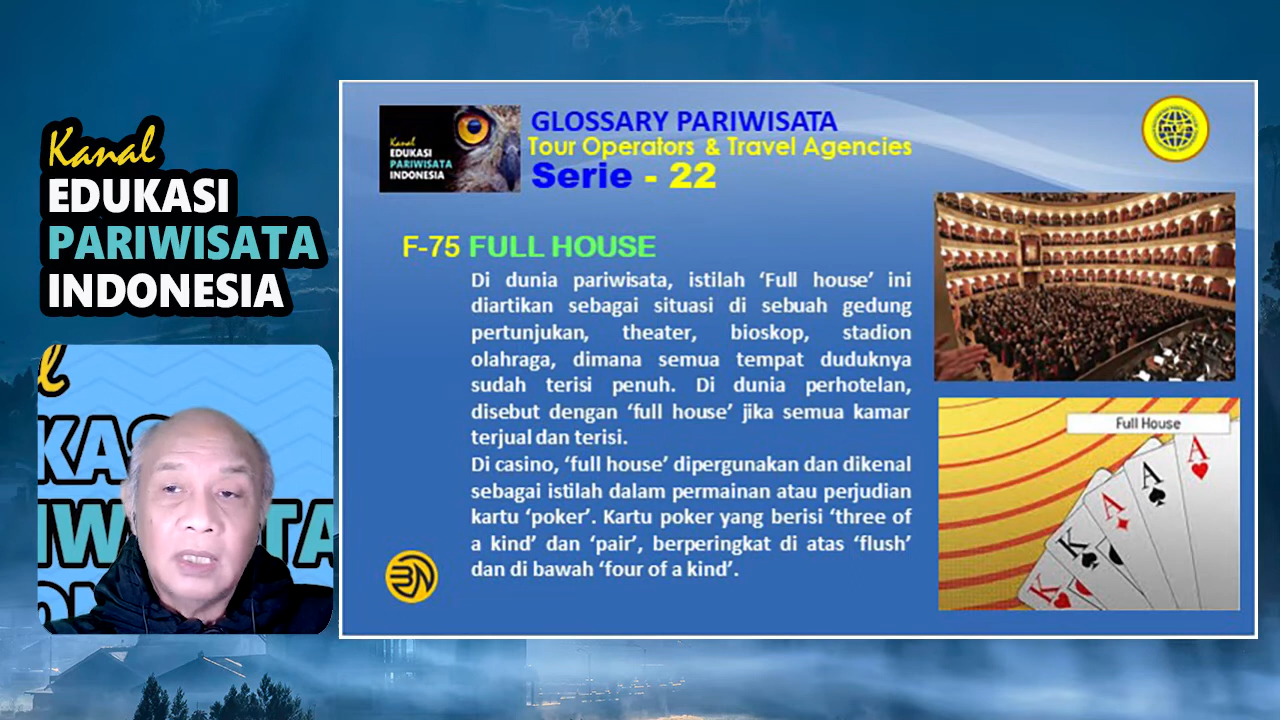 Kanal
EDUKASI
PARIWISATA
INDONESIA
Kanal
EDUKASI
PARIWISATA
INDONESIA
GLOSSARY PARIWISATA
Tour Operators & Travel Agencies
Serie - 22
F-75 FULL HOUSE
Di dunia pariwisata, istilah ‘Full house’ ini
diartikan sebagai situasi di sebuah gedung
pertunjukan, theater, bioskop, stadion
olahraga, dimana semua tempat duduknya
sudah terisi penuh. Di dunia perhotelan,
disebut dengan ‘full house’ jika semua kamar
terjual dan terisi.
Di casino, ‘full house’ dipergunakan dan dikenal
sebagai istilah dalam permainan atau perjudian
kartu ‘poker’. Kartu poker yang berisi ‘three of
a kind’ dan ‘pair’, berperingkat di atas ‘flush’
dan di bawah ‘four of a kind’.
Full House
K
K
A
A
A
BN